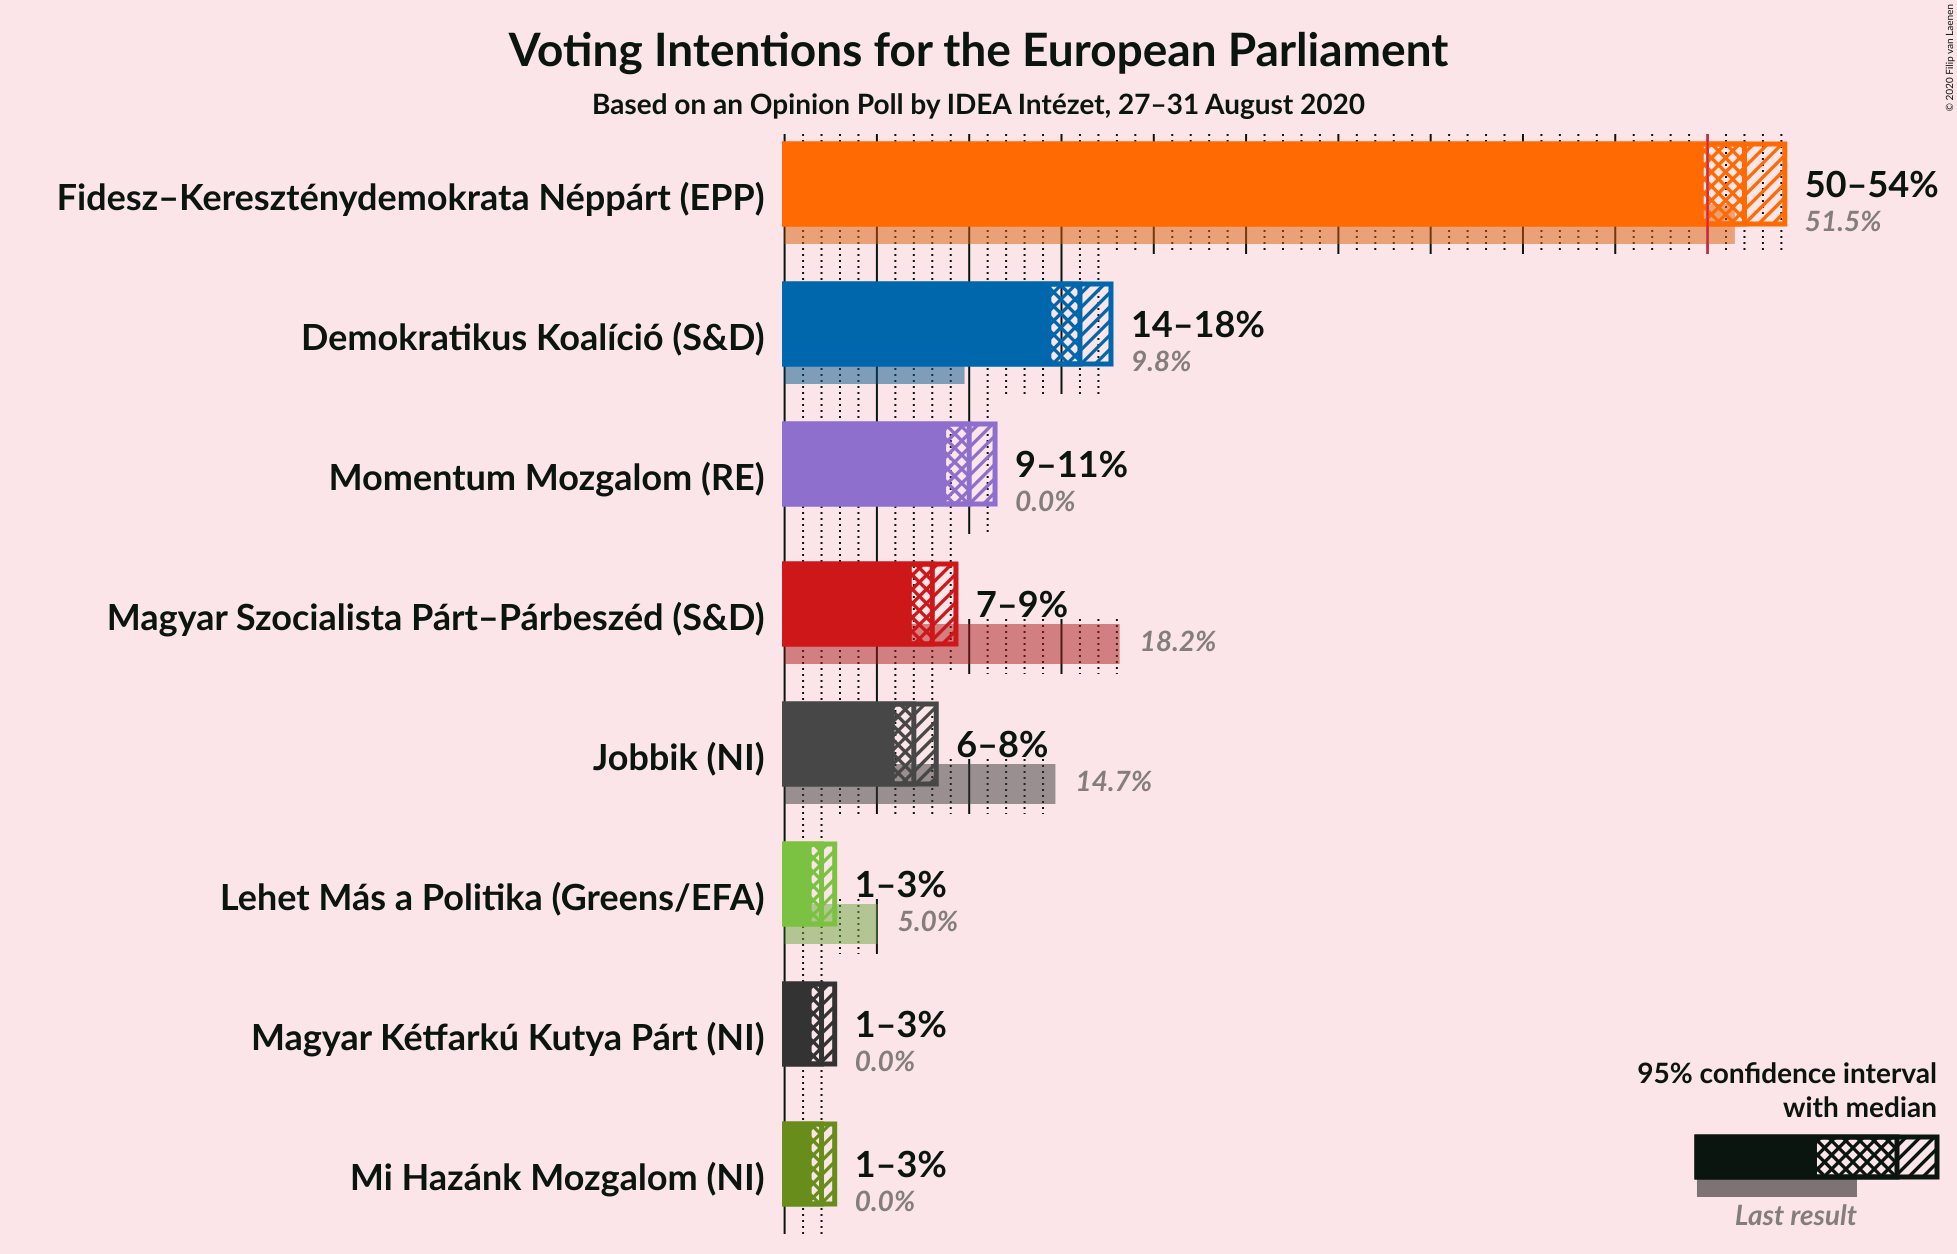 Voting Intentions for the European Parliament
Based on an Opinion Poll by IDEA Intézet, 27–31 August 2020
© 2020 Filip van Laenen
Fidesz–Kereszténydemokrata Néppárt (EPP)
50–54%
51.5%
Demokratikus Koalíció (S&D)
14–18%
9.8%
Momentum Mozgalom (RE)
9–11%
0.0%
Magyar Szocialista Párt–Párbeszéd (S&D)
7–9%
18.2%
Jobbik (NI)
6–8%
14.7%
Lehet Más a Politika (Greens/EFA)
1–3%
5.0%
Magyar Kétfarkú Kutya Párt (NI)
1–3%
0.0%
Mi Hazánk Mozgalom (NI)
1–3%
0.0%
95% confidence interval
with median
Last result